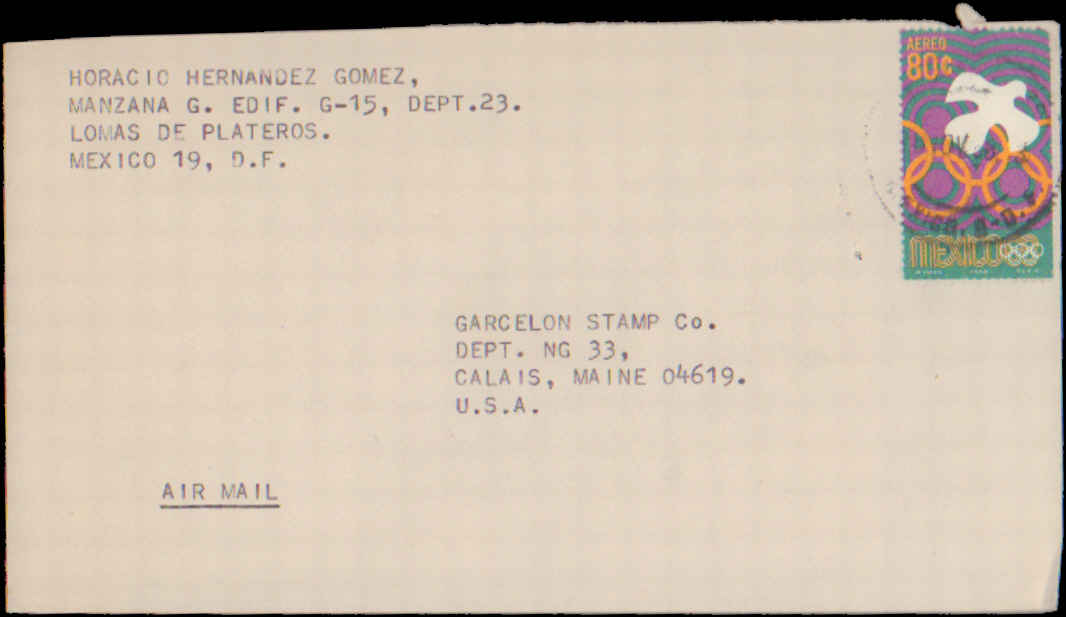 HORACIO HERNANDEZ GOMEZ,
MANZANA G. EDIF. G-15, DEPT.23.
LOMAS DE PLATEROS.
MEXICO 19, D.F.
AEREO
80¢
MEXICO
GARCELON STAMP Co.
DEPT. NG 33,
CALAIS, MAINE 04619.
U.S.A.
AIR MAIL